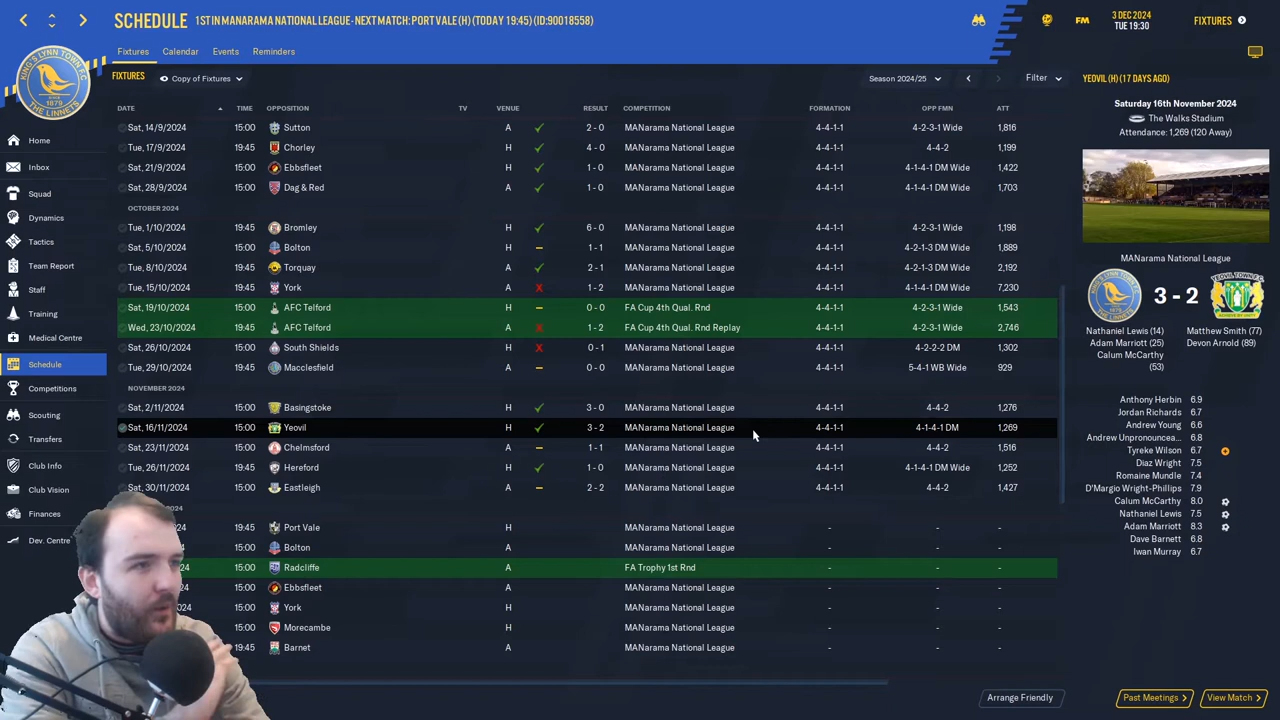 SCHEDULE 1ST IN MANARAMA NATIONAL LEAGUE - NEXT MATCH: PORT VALE (H) (TODAY 19:45) (ID:90018558)
FM 3 DEC 2024 TUE 19:30 FIXTURES
Fixtures Calendar Events Reminders
FIXTURES Copy of Fixtures Season 2024/25 Filter
KING'S LYNN TOWN F.C.
1879
THE LINNETS
Home
Inbox
Squad
Dynamics
Tactics
Team Report
Staff
Training
Medical Centre
Schedule
Competitions
Scouting
Transfers
Club Info
Club Vision
Finances
Dev. Centre
DATE TIME OPPOSITION TV VENUE RESULT COMPETITION FORMATION OPP FMN ATT
Sat, 14/9/2024 15:00 Sutton A 2 - 0 MANarama National League 4-4-1-1 4-2-3-1 Wide 1,816
Tue, 17/9/2024 19:45 Chorley H 4 - 0 MANarama National League 4-4-1-1 4-4-2 1,199
Sat, 21/9/2024 15:00 Ebbsfleet H 1 - 0 MANarama National League 4-4-1-1 4-1-4-1 DM Wide 1,422
Sat, 28/9/2024 15:00 Dag & Red A 1 - 0 MANarama National League 4-4-1-1 4-1-4-1 DM Wide 1,703
OCTOBER 2024
Tue, 1/10/2024 19:45 Bromley H 6 - 0 MANarama National League 4-4-1-1 4-2-3-1 Wide 1,198
Sat, 5/10/2024 15:00 Bolton H 1 - 1 MANarama National League 4-4-1-1 4-2-1-3 DM Wide 1,889
Tue, 8/10/2024 19:45 Torquay A 2 - 1 MANarama National League 4-4-1-1 4-2-1-3 DM Wide 2,192
Tue, 15/10/2024 19:45 York A 1 - 2 MANarama National League 4-4-1-1 4-1-4-1 DM Wide 7,230
Sat, 19/10/2024 15:00 AFC Telford H 0 - 0 FA Cup 4th Qual. Rnd 4-4-1-1 4-2-3-1 Wide 1,543
Wed, 23/10/2024 19:45 AFC Telford A 1 - 2 FA Cup 4th Qual. Rnd Replay 4-4-1-1 4-2-3-1 Wide 2,746
Sat, 26/10/2024 15:00 South Shields H 0 - 1 MANarama National League 4-4-1-1 4-2-2-2 DM 1,302
Tue, 29/10/2024 19:45 Macclesfield A 0 - 0 MANarama National League 4-4-1-1 5-4-1 WB Wide 929
NOVEMBER 2024
Sat, 2/11/2024 15:00 Basingstoke H 3 - 0 MANarama National League 4-4-1-1 4-4-2 1,276
Sat, 16/11/2024 15:00 Yeovil H 3 - 2 MANarama National League 4-4-1-1 4-1-4-1 DM 1,269
Sat, 23/11/2024 15:00 Chelmsford A 1 - 1 MANarama National League 4-4-1-1 4-4-2 1,516
Tue, 26/11/2024 19:45 Hereford H 1 - 0 MANarama National League 4-4-1-1 4-1-4-1 DM Wide 1,252
Sat, 30/11/2024 15:00 Eastleigh A 2 - 2 MANarama National League 4-4-1-1 4-4-2 1,427
19:45 Port Vale H MANarama National League - - -
15:00 Bolton A MANarama National League - - -
15:00 Radcliffe A FA Trophy 1st Rnd - - -
15:00 Ebbsfleet A MANarama National League - - -
15:00 York H MANarama National League - - -
15:00 Morecambe H MANarama National League - - -
19:45 Barnet A MANarama National League - - -
Arrange Friendly
YEOVIL (H) (17 DAYS AGO)
Saturday 16th November 2024
The Walks Stadium
Attendance: 1,269 (120 Away)
MANarama National League
3 - 2
Nathaniel Lewis (14) Matthew Smith (77)
Adam Marriott (25) Devon Arnold (89)
Calum McCarthy
(53)
Anthony Herbin 6.9
Jordan Richards 6.7
Andrew Young 6.6
Andrew Unpronouncea... 6.8
Tyreke Wilson 6.7
Diaz Wright 7.5
Romaine Mundle 7.4
D'Margio Wright-Phillips 7.9
Calum McCarthy 8.0
Nathaniel Lewis 7.5
Adam Marriott 8.3
Dave Barnett 6.8
Iwan Murray 6.7
Past Meetings View Match